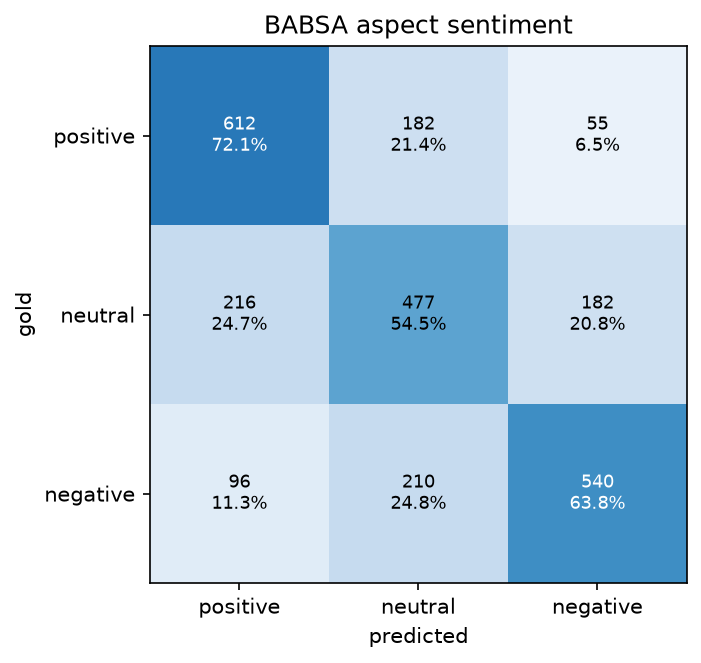 BABSA aspect sentiment
gold
positive
612
72.1%
182
21.4%
55
6.5%
neutral
216
24.7%
477
54.5%
182
20.8%
negative
96
11.3%
210
24.8%
540
63.8%
positive
neutral
negative
predicted